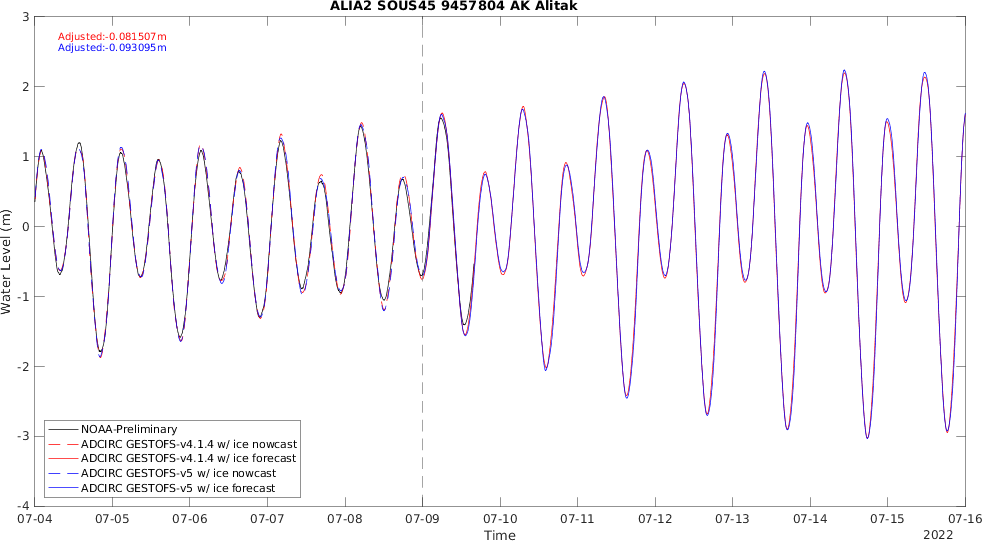 ALIA2 SOUS45 9457804 AK Alitak
3
Adjusted:-0.081507m
Adjusted:-0.093095m
2
1
0
-1
-2
-3
-4
Water Level (m)
NOAA-Preliminary
ADCIRC GESTOFS-v4.1.4 w/ ice nowcast
ADCIRC GESTOFS-v4.1.4 w/ ice forecast
ADCIRC GESTOFS-v5 w/ ice nowcast
ADCIRC GESTOFS-v5 w/ ice forecast
07-04 07-05 07-06 07-07 07-08 07-09 07-10 07-11 07-12 07-13 07-14 07-15 07-16
Time
2022